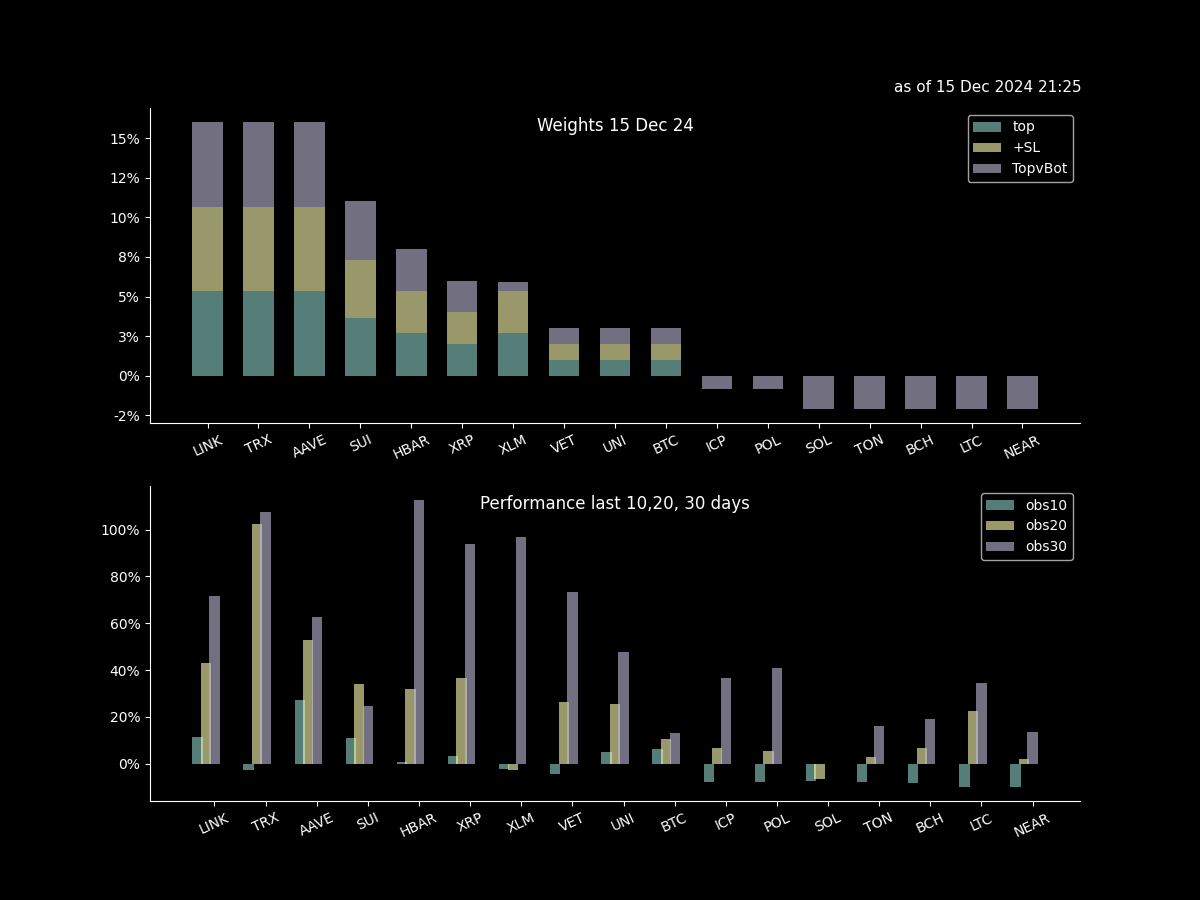 as of 15 Dec 2024 21:25
Weights 15 Dec 24
top
+SL
TopvBot
15%
12%
10%
8%
5%
3%
0%
-2%
LINK TRX AAVE SUI HBAR XRP XLM VET UNI BTC ICP POL SOL TON BCH LTC NEAR
Performance last 10,20, 30 days
obs10
obs20
obs30
100%
80%
60%
40%
20%
0%
LINK TRX AAVE SUI HBAR XRP XLM VET UNI BTC ICP POL SOL TON BCH LTC NEAR